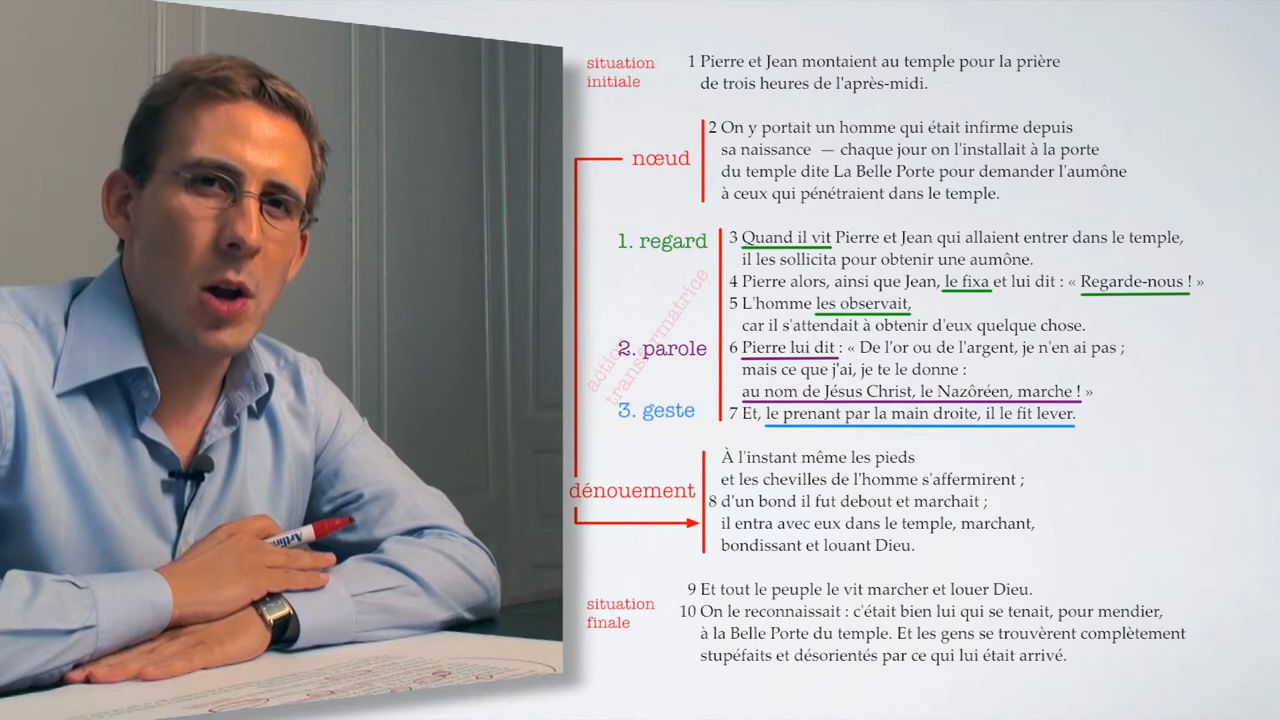 situation
initiale
1 Pierre et Jean montaient au temple pour la prière
de trois heures de l'après-midi.
nœud
2 On y portait un homme qui était infirme depuis
sa naissance — chaque jour on l'installait à la porte
du temple dite La Belle Porte pour demander l'aumône
à ceux qui pénétraient dans le temple.
action
transformatrice
1. regard
3 Quand il vit Pierre et Jean qui allaient entrer dans le temple,
il les sollicita pour obtenir une aumône.
4 Pierre alors, ainsi que Jean, le fixa et lui dit : « Regarde-nous ! »
5 L'homme les observait,
car il s'attendait à obtenir d'eux quelque chose.
2. parole
6 Pierre lui dit : « De l'or ou de l'argent, je n'en ai pas ;
mais ce que j'ai, je te le donne :
au nom de Jésus Christ, le Nazôréen, marche ! »
3. geste
7 Et, le prenant par la main droite, il le fit lever.
dénouement
À l'instant même les pieds
et les chevilles de l'homme s'affermirent ;
8 d'un bond il fut debout et marchait ;
il entra avec eux dans le temple, marchant,
bondissant et louant Dieu.
situation
finale
9 Et tout le peuple le vit marcher et louer Dieu.
10 On le reconnaissait : c'était bien lui qui se tenait, pour mendier,
à la Belle Porte du temple. Et les gens se trouvèrent complètement
stupéfaits et désorientés par ce qui lui était arrivé.